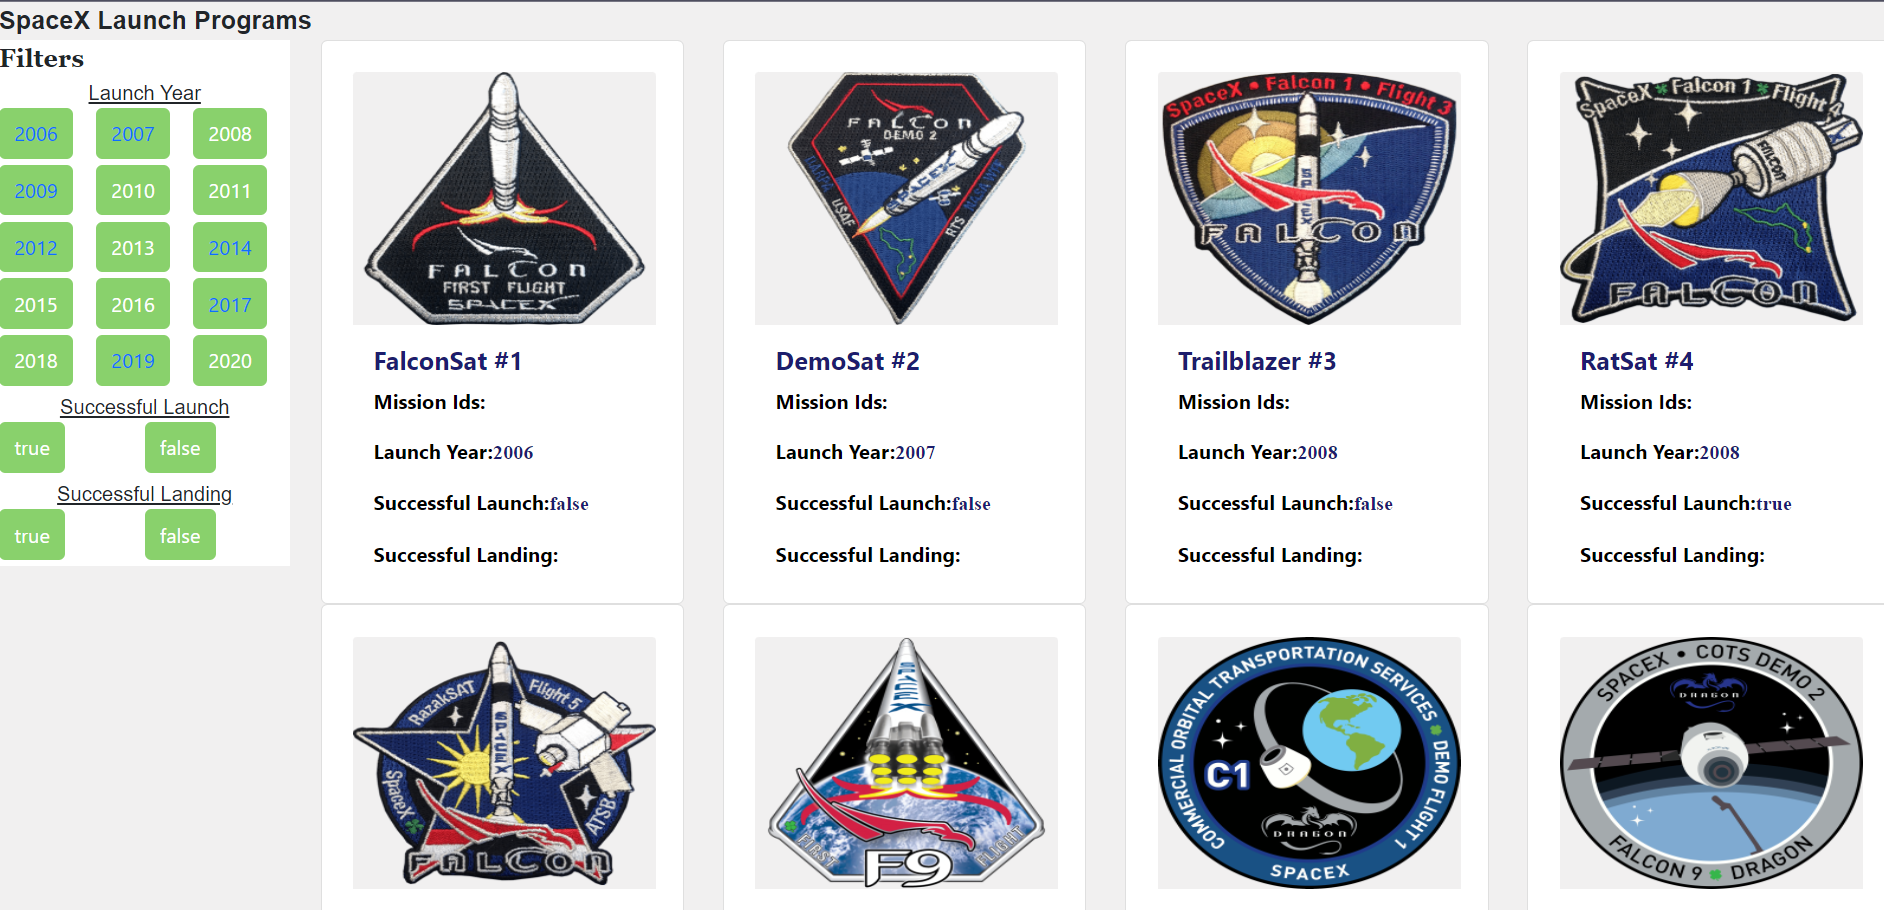 SpaceX Launch Programs
Filters
Launch Year
2006 2007 2008
2009 2010 2011
2012 2013 2014
2015 2016 2017
2018 2019 2020
Successful Launch
true false
Successful Landing
true false
FALCON
FIRST FLIGHT
SPACEX
FalconSat #1
Mission Ids:
Launch Year:2006
Successful Launch:false
Successful Landing:
FALCON
DEMO 2
SPACEX
USAF
RTS
DemoSat #2
Mission Ids:
Launch Year:2007
Successful Launch:false
Successful Landing:
SpaceX • Falcon 1 • Flight 3
FALCON
Trailblazer #3
Mission Ids:
Launch Year:2008
Successful Launch:false
Successful Landing:
SpaceX Falcon 1 Flight 4
FALCON
FALCON
RatSat #4
Mission Ids:
Launch Year:2008
Successful Launch:true
Successful Landing:
RazakSAT Flight 5
SPACEX
SpaceX ATSB
FALCON
SPACEX
FIRST F9 FLIGHT
COMMERCIAL ORBITAL TRANSPORTATION SERVICES DEMO FLIGHT 1
C1
DRAGON
SPACEX
SPACEX • COTS DEMO 2
DRAGON
FALCON 9 DRAGON